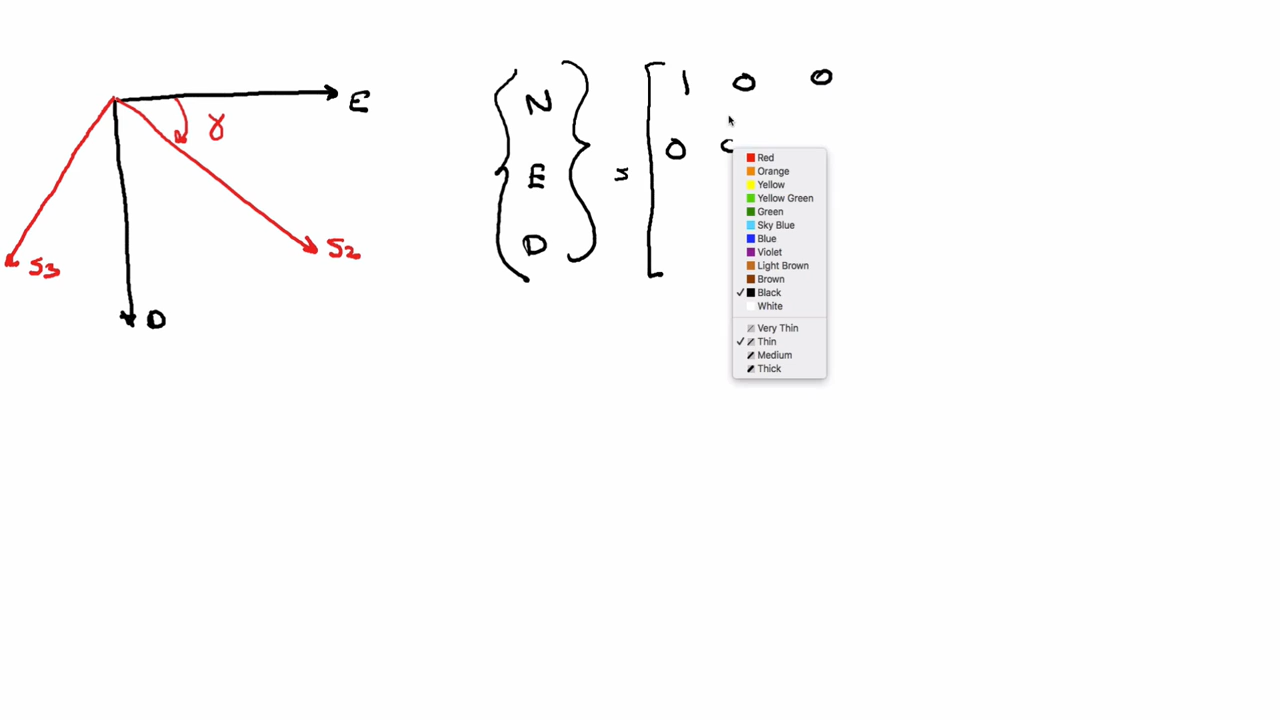 E
γ
S2
S3
D
N
E
D
=
1 0 0
0
Red
Orange
Yellow
Yellow Green
Green
Sky Blue
Blue
Violet
Light Brown
Brown
Black
White
Very Thin
Thin
Medium
Thick